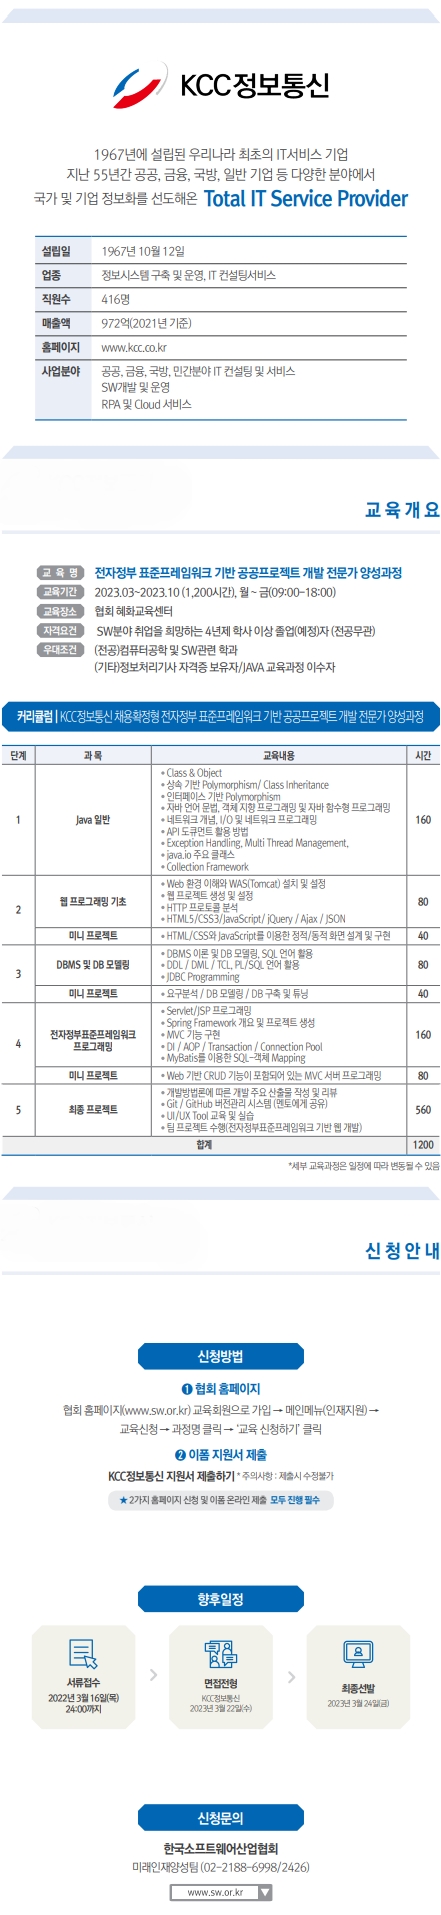 KCC정보통신
1967년에 설립된 우리나라 최초의 IT서비스 기업
지난 55년간 공공, 금융, 국방, 일반 기업 등 다양한 분야에서
국가 및 기업 정보화를 선도해온 Total IT Service Provider
설립일 1967년 10월 12일
업종 정보시스템 구축 및 운영, IT 컨설팅서비스
직원수 416명
매출액 972억(2021년 기준)
홈페이지 www.kcc.co.kr
사업분야 공공, 금융, 국방, 민간분야 IT 컨설팅 및 서비스
SW개발 및 운영
RPA 및 Cloud 서비스
교육개요
교 육 명 전자정부 표준프레임워크 기반 공공프로젝트 개발 전문가 양성과정
교육기간 2023.03~2023.10 (1,200시간), 월 ~ 금(09:00-18:00)
교육장소 협회 혜화교육센터
자격요건 SW분야 취업을 희망하는 4년제 학사 이상 졸업(예정)자 (전공무관)
우대조건 (전공)컴퓨터공학 및 SW관련 학과
(기타)정보처리기사 자격증 보유자/JAVA 교육과정 이수자
커리큘럼 | KCC정보통신 채용확정형 전자정부 표준프레임워크 기반 공공프로젝트 개발 전문가 양성과정
단계 과 목 교육내용 시간
1 Java 일반 • Class & Object
• 상속 기반 Polymorphism/ Class Inheritance
• 인터페이스 기반 Polymorphism
• 자바 언어 문법, 객체 지향 프로그래밍 및 자바 함수형 프로그래밍
• 네트워크 개념, I/O 및 네트워크 프로그래밍
• API 도큐먼트 활용 방법
• Exception Handling, Multi Thread Management,
• java.io 주요 클래스
• Collection Framework
160
2 웹 프로그래밍 기초 • Web 환경 이해와 WAS(Tomcat) 설치 및 설정
• 웹 프로젝트 생성 및 설정
• HTTP 프로토콜 분석
• HTML5/CSS3/JavaScript/ jQuery / Ajax / JSON
80
미니 프로젝트 • HTML/CSS와 JavaScript를 이용한 정적/동적 화면 설계 및 구현 40
3 DBMS 및 DB 모델링 • DBMS 이론 및 DB 모델링, SQL 언어 활용
• DDL / DML / TCL, PL/SQL 언어 활용
• JDBC Programming
80
미니 프로젝트 • 요구분석 / DB 모델링 / DB 구축 및 튜닝 40
4 전자정부표준프레임워크
프로그래밍
• Servlet/JSP 프로그래밍
• Spring Framework 개요 및 프로젝트 생성
• MVC 기능 구현
• DI / AOP / Transaction / Connection Pool
• MyBatis를 이용한 SQL-객체 Mapping
160
미니 프로젝트 • Web 기반 CRUD 기능이 포함되어 있는 MVC 서버 프로그래밍 80
5 최종 프로젝트 • 개발방법론에 따른 개발 주요 산출물 작성 및 리뷰
• Git / GitHub 버전관리 시스템 (멘토에게 공유)
• UI/UX Tool 교육 및 실습
• 팀 프로젝트 수행(전자정부표준프레임워크 기반 웹 개발)
560
합계 1200
*세부 교육과정은 일정에 따라 변동될 수 있음
신청안내
신청방법
❶ 협회 홈페이지
협회 홈페이지(www.sw.or.kr) 교육회원으로 가입 → 메인메뉴(인재지원) →
교육신청 → 과정명 클릭 → '교육 신청하기' 클릭
❷ 이폼 지원서 제출
KCC정보통신 지원서 제출하기 * 주의사항 : 제출시 수정불가
★ 2가지 홈페이지 신청 및 이폼 온라인 제출 모두 진행 필수
향후일정
서류접수
2022년 3월 16일(목)
24:00까지
면접전형
KCC정보통신
2023년 3월 22일(수)
최종선발
2023년 3월 24일(금)
신청문의
한국소프트웨어산업협회
미래인재양성팀 (02-2188-6998/2426)
www.sw.or.kr